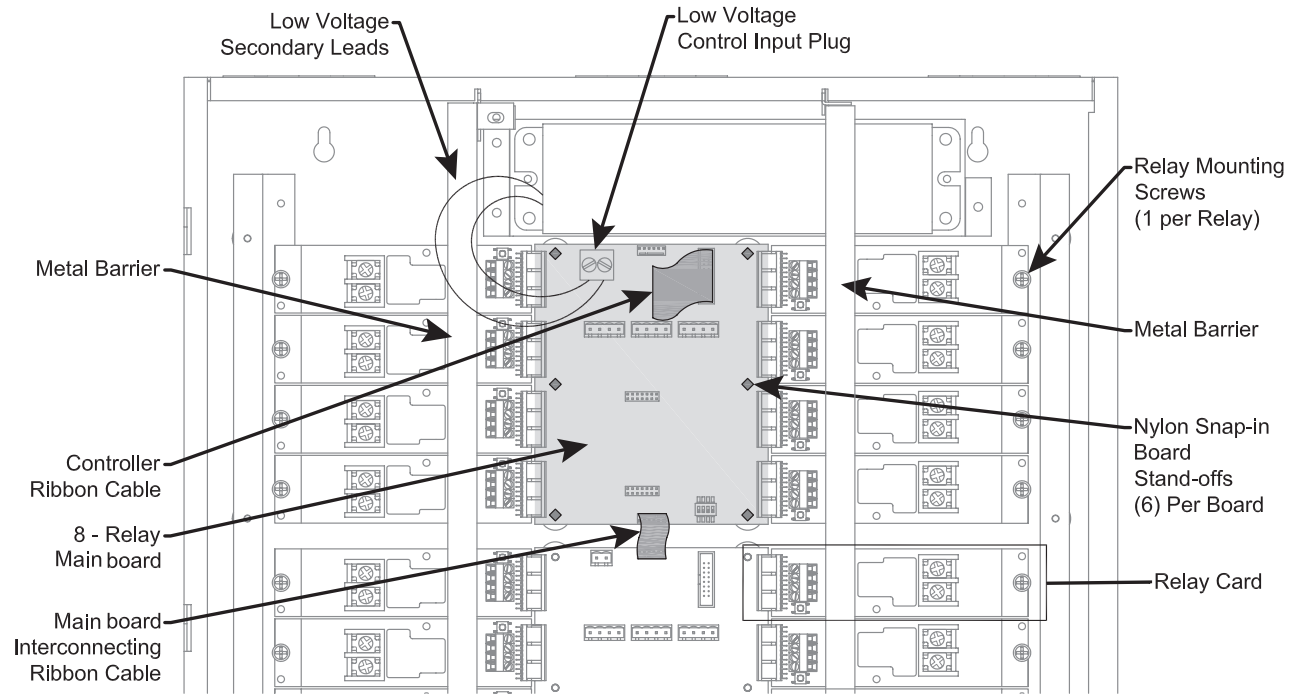 Low Voltage
Secondary Leads
Low Voltage
Control Input Plug
Relay Mounting
Screws
(1 per Relay)
Metal Barrier
Metal Barrier
Nylon Snap-in
Board
Stand-offs
(6) Per Board
Controller
Ribbon Cable
8 - Relay
Main board
Relay Card
Main board
Interconnecting
Ribbon Cable